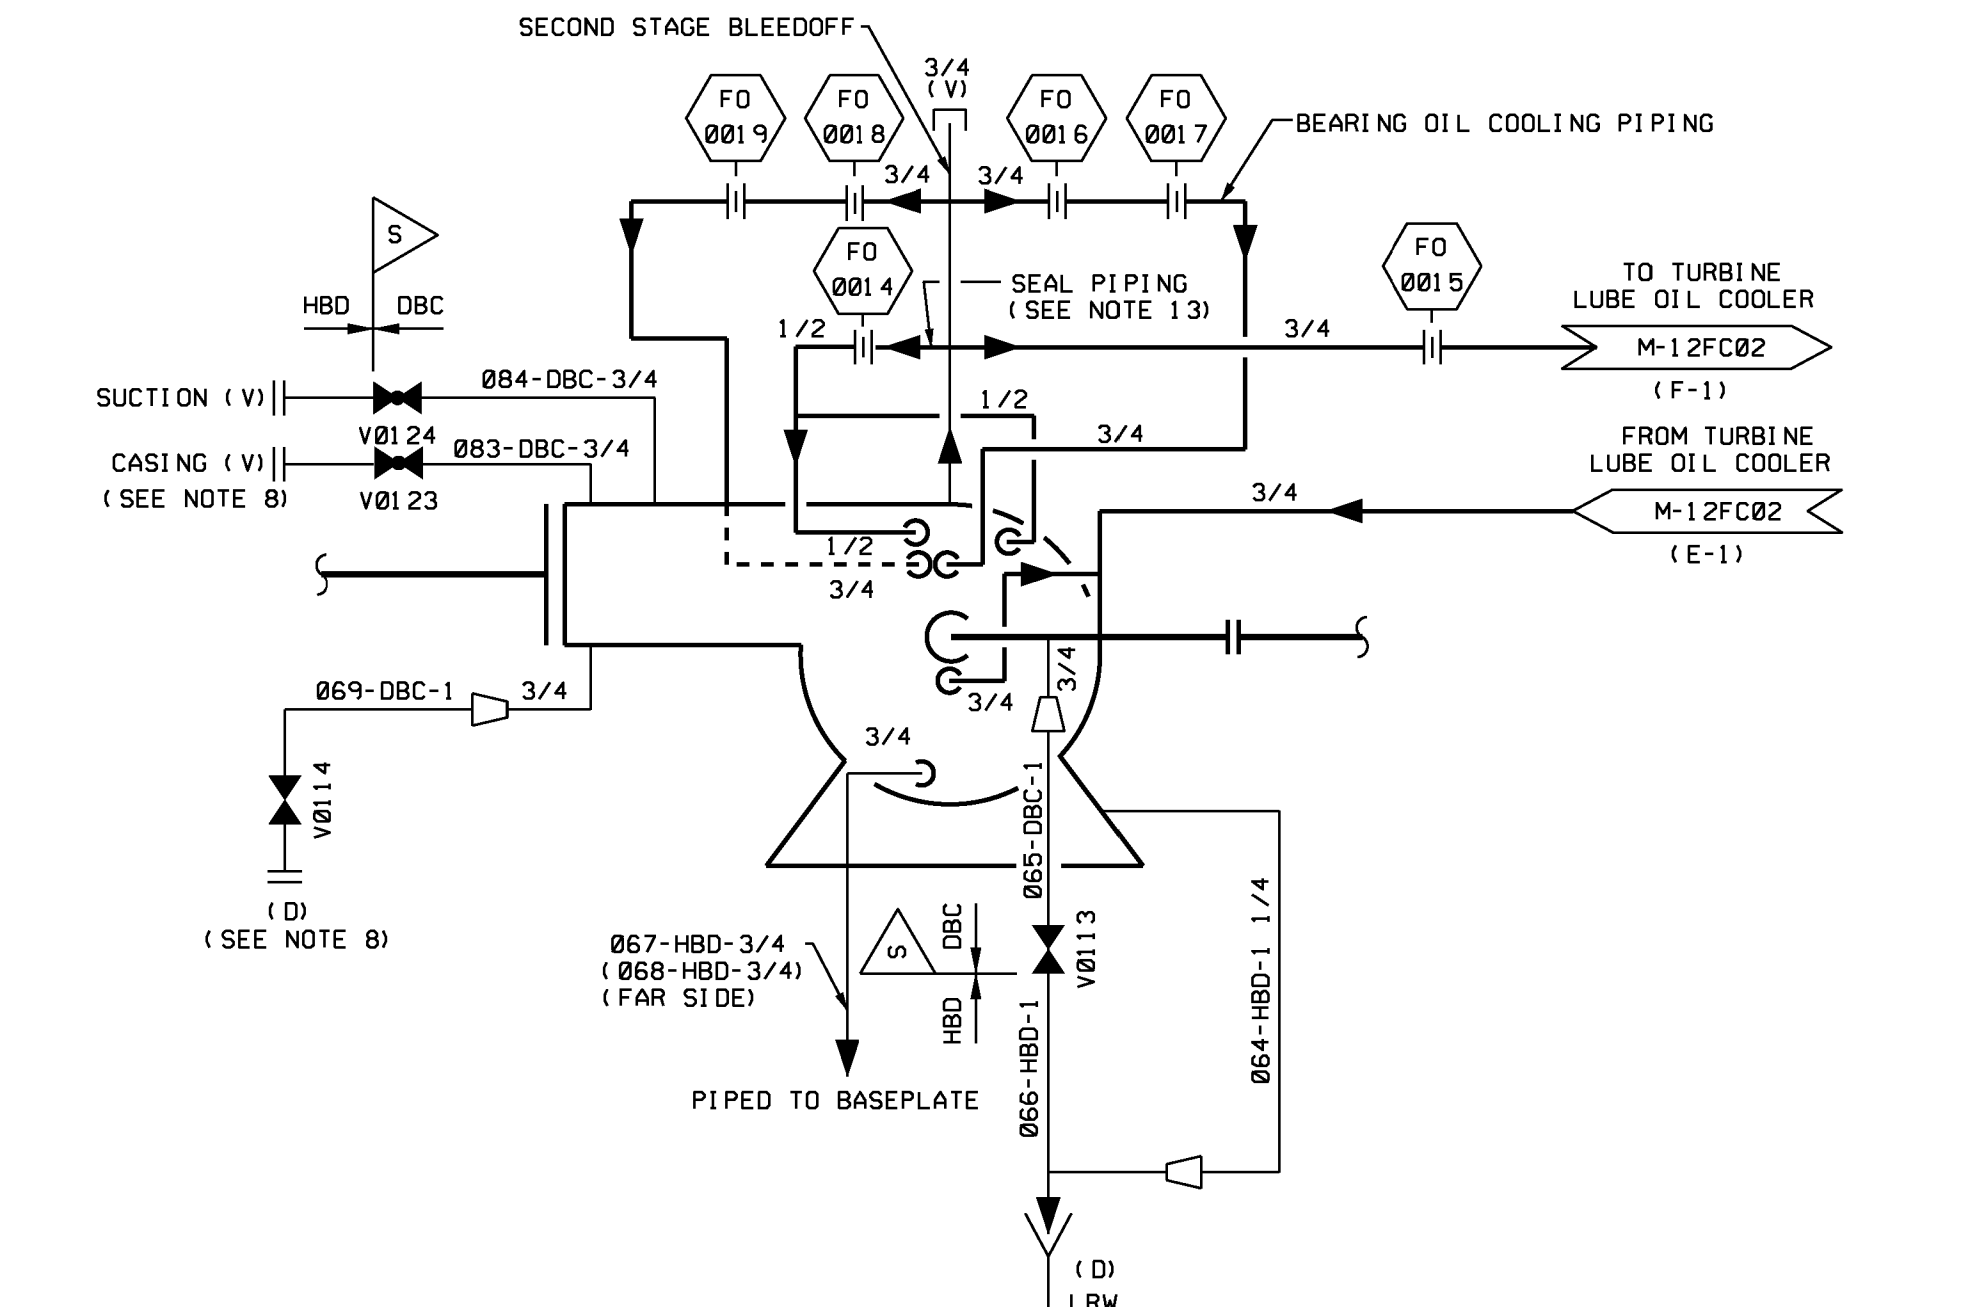 SECOND STAGE BLEEDOFF
3/4
(V)
FO
0019
FO
0018
FO
0016
FO
0017
BEARING OIL COOLING PIPING
3/4
3/4
S
HBD
DBC
FO
0014
SEAL PIPING
(SEE NOTE 13)
FO
0015
TO TURBINE
LUBE OIL COOLER
1/2
3/4
M-12FC02
(F-1)
SUCTION (V)
084-DBC-3/4
V0124
1/2
3/4
CASING (V)
(SEE NOTE 8)
083-DBC-3/4
V0123
FROM TURBINE
LUBE OIL COOLER
3/4
M-12FC02
(E-1)
1/2
3/4
3/4
3/4
069-DBC-1
3/4
3/4
V0114
(D)
(SEE NOTE 8)
065-DBC-1
067-HBD-3/4
(068-HBD-3/4)
(FAR SIDE)
S
DBC
HBD
V0113
066-HBD-1
064-HBD-1 1/4
PIPED TO BASEPLATE
(D)
LRW